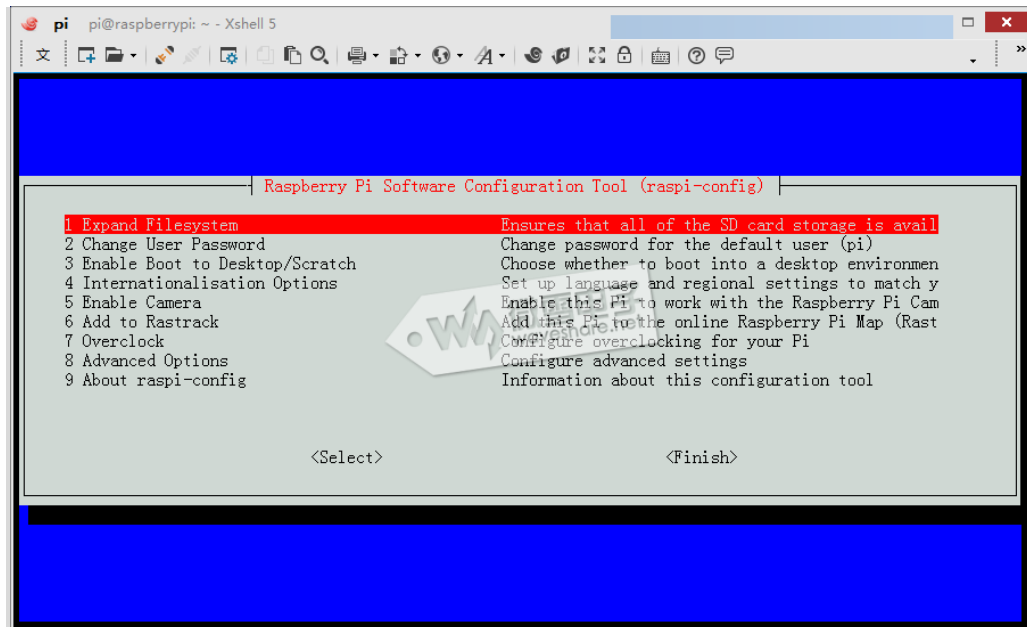 pi pi@raspberrypi: ~ - Xshell 5
文
Raspberry Pi Software Configuration Tool (raspi-config)
1 Expand Filesystem Ensures that all of the SD card storage is avail
2 Change User Password Change password for the default user (pi)
3 Enable Boot to Desktop/Scratch Choose whether to boot into a desktop environmen
4 Internationalisation Options Set up language and regional settings to match y
5 Enable Camera Enable this Pi to work with the Raspberry Pi Cam
6 Add to Rastrack Add this Pi to the online Raspberry Pi Map (Rast
7 Overclock Configure overclocking for your Pi
8 Advanced Options Configure advanced settings
9 About raspi-config Information about this configuration tool
<Select> <Finish>
waveshare.net